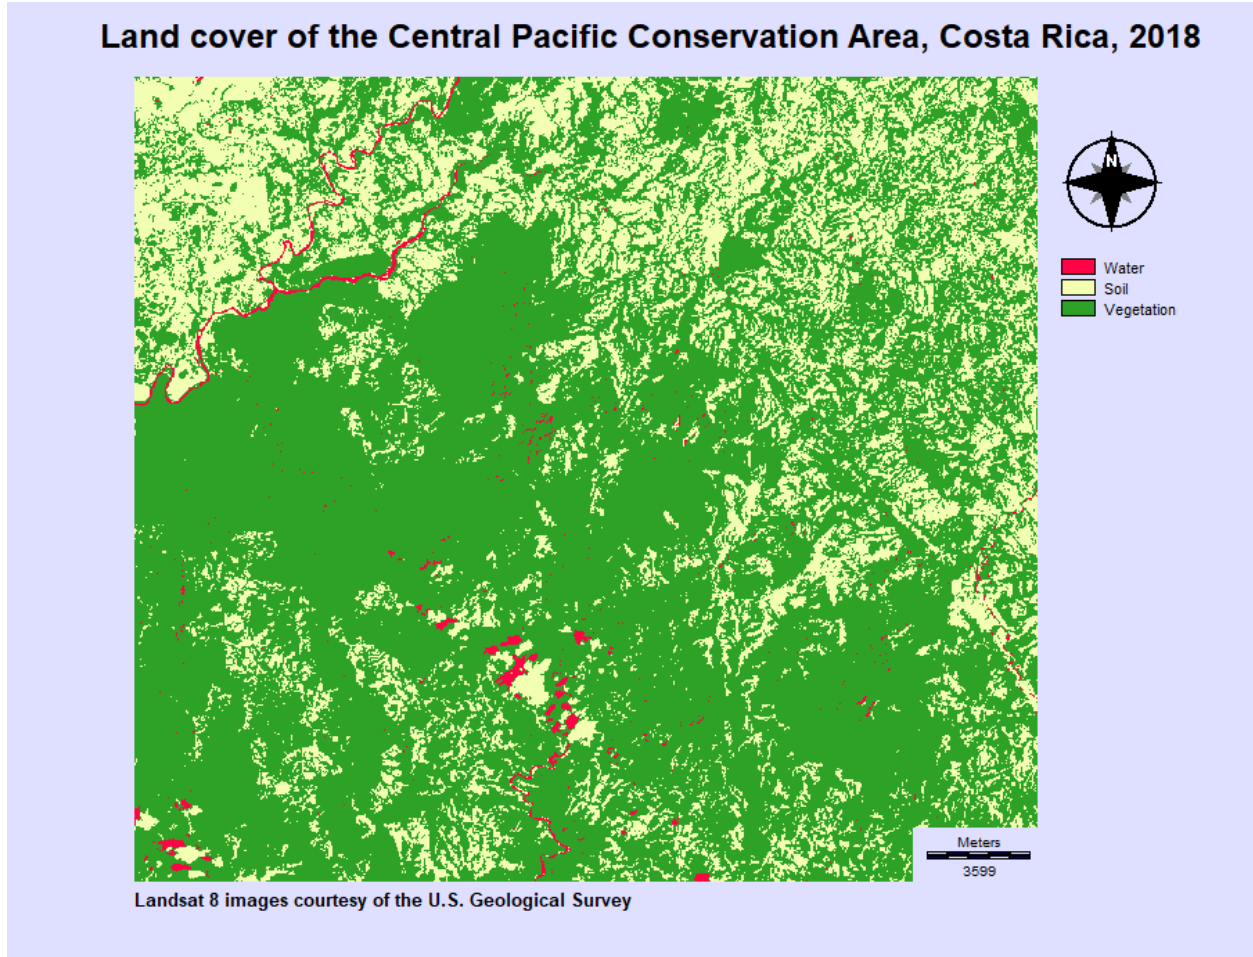 Land cover of the Central Pacific Conservation Area, Costa Rica, 2018
N
Water
Soil
Vegetation
Meters
3599
Landsat 8 images courtesy of the U.S. Geological Survey